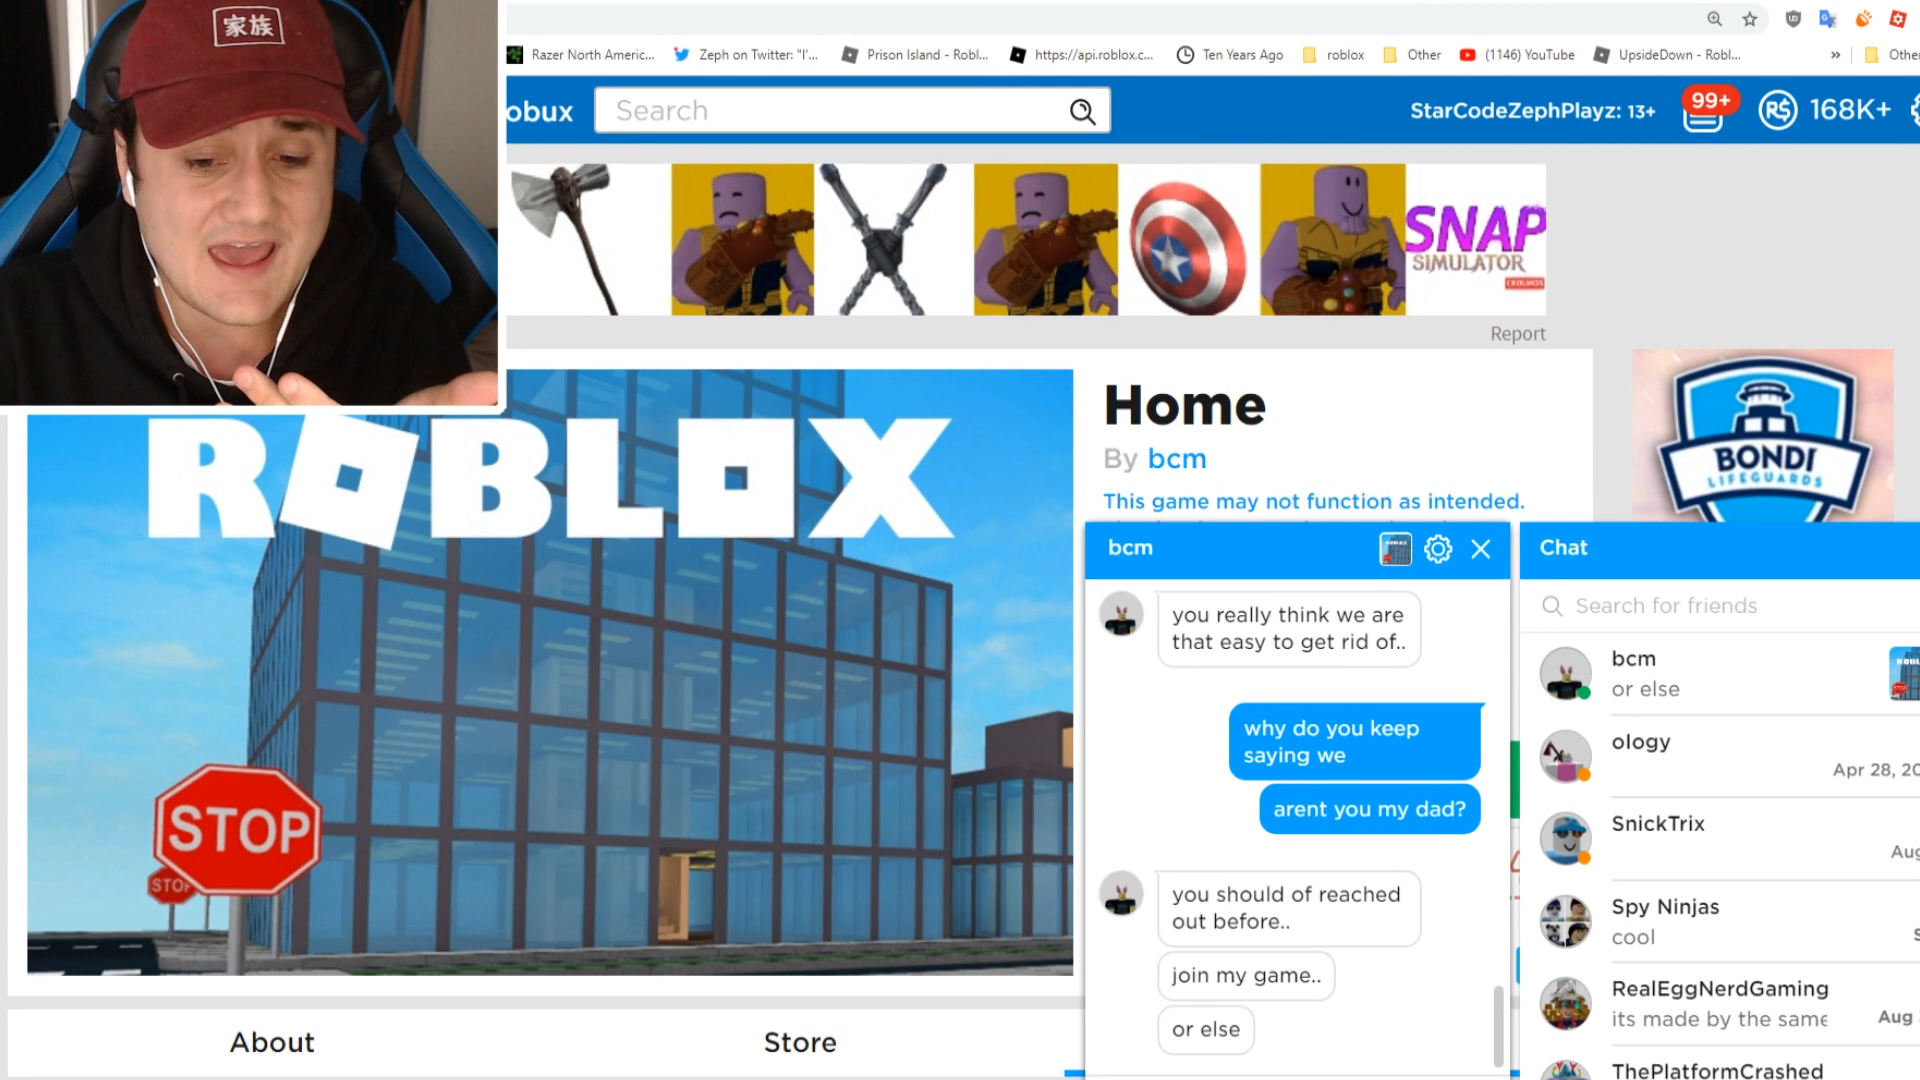 家族
Razer North Americ...
Zeph on Twitter: "I'...
Prison Island - Robl...
https://api.roblox.c...
Ten Years Ago
roblox
Other
(1146) YouTube
UpsideDown - Robl...
»
Other
obux
Search
StarCodeZephPlayz: 13+
99+
R$
168K+
SNAP
SIMULATOR
Report
ROBLOX
STOP
STOP
Home
By bcm
This game may not function as intended.
BONDI
LIFEGUARDS
bcm
you really think we are
that easy to get rid of..
why do you keep
saying we
arent you my dad?
you should of reached
out before..
join my game..
or else
Chat
Search for friends
bcm
or else
ology
Apr 28, 20
SnickTrix
Aug
Spy Ninjas
cool
S
RealEggNerdGaming
its made by the same
Aug
ThePlatformCrashed
About
Store